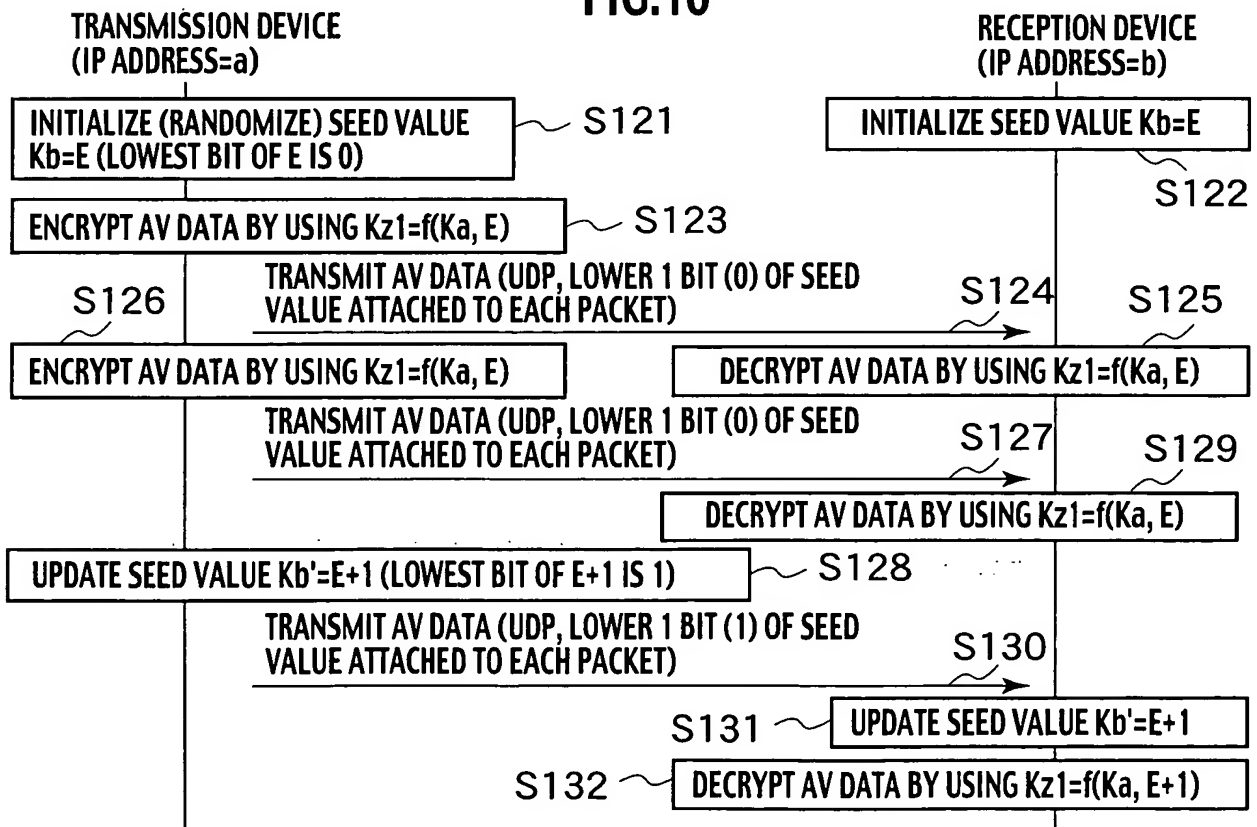 FIG.10
TRANSMISSION DEVICE
(IP ADDRESS=a)
RECEPTION DEVICE
(IP ADDRESS=b)
INITIALIZE (RANDOMIZE) SEED VALUE
Kb=E (LOWEST BIT OF E IS 0)
S121
INITIALIZE SEED VALUE Kb=E
S122
ENCRYPT AV DATA BY USING Kz1=f(Ka, E)
S123
TRANSMIT AV DATA (UDP, LOWER 1 BIT (0) OF SEED
VALUE ATTACHED TO EACH PACKET)
S124
S125
S126
ENCRYPT AV DATA BY USING Kz1=f(Ka, E)
DECRYPT AV DATA BY USING Kz1=f(Ka, E)
TRANSMIT AV DATA (UDP, LOWER 1 BIT (0) OF SEED
VALUE ATTACHED TO EACH PACKET)
S127
S129
DECRYPT AV DATA BY USING Kz1=f(Ka, E)
UPDATE SEED VALUE Kb'=E+1 (LOWEST BIT OF E+1 IS 1)
S128
TRANSMIT AV DATA (UDP, LOWER 1 BIT (1) OF SEED
VALUE ATTACHED TO EACH PACKET)
S130
S131
UPDATE SEED VALUE Kb'=E+1
S132
DECRYPT AV DATA BY USING Kz1=f(Ka, E+1)